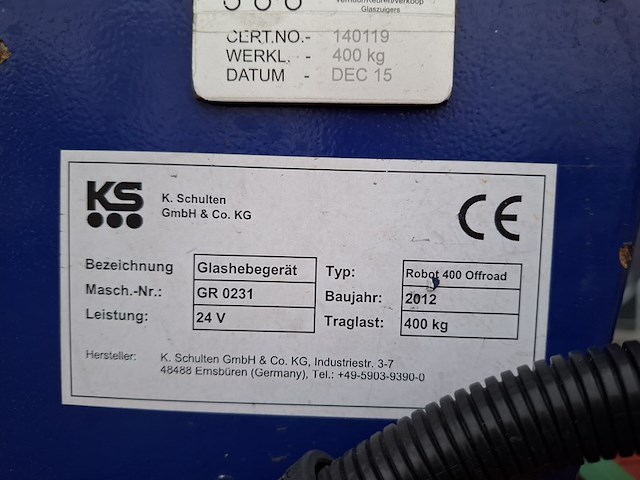 Glaszuigers
CERT.NO.- 140119
WERKL. - 400 kg
DATUM - DEC 15
KS
K. Schulten
GmbH & Co. KG
CE
Bezeichnung Glashebegerät Typ: Robot 400 Offroad
Masch.-Nr.: GR 0231 Baujahr: 2012
Leistung: 24 V Traglast: 400 kg
Hersteller: K. Schulten GmbH & Co. KG, Industriestr. 3-7
48488 Emsbüren (Germany), Tel.: +49-5903-9390-0